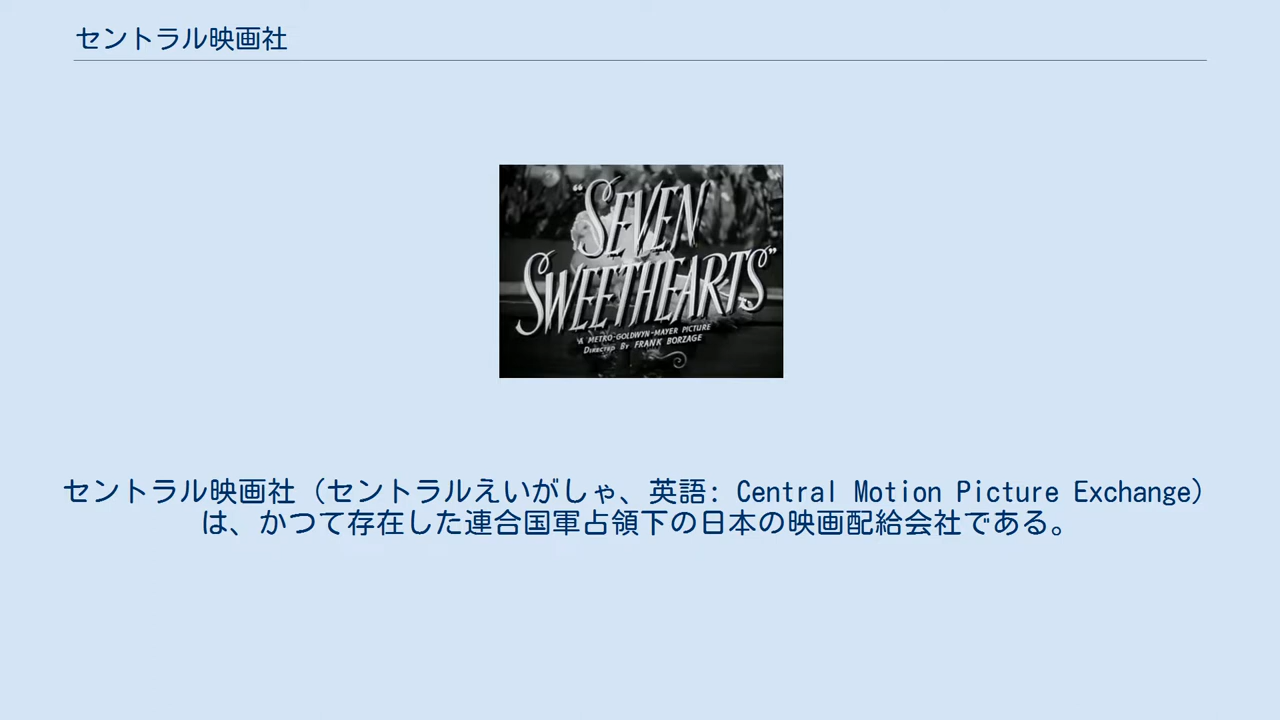 セントラル映画社
"SEVEN
SWEETHEARTS"
A METRO-GOLDWYN-MAYER PICTURE
DIRECTED BY FRANK BORZAGE
セントラル映画社（セントラルえいがしゃ、英語: Central Motion Picture Exchange）
は、かつて存在した連合国軍占領下の日本の映画配給会社である。